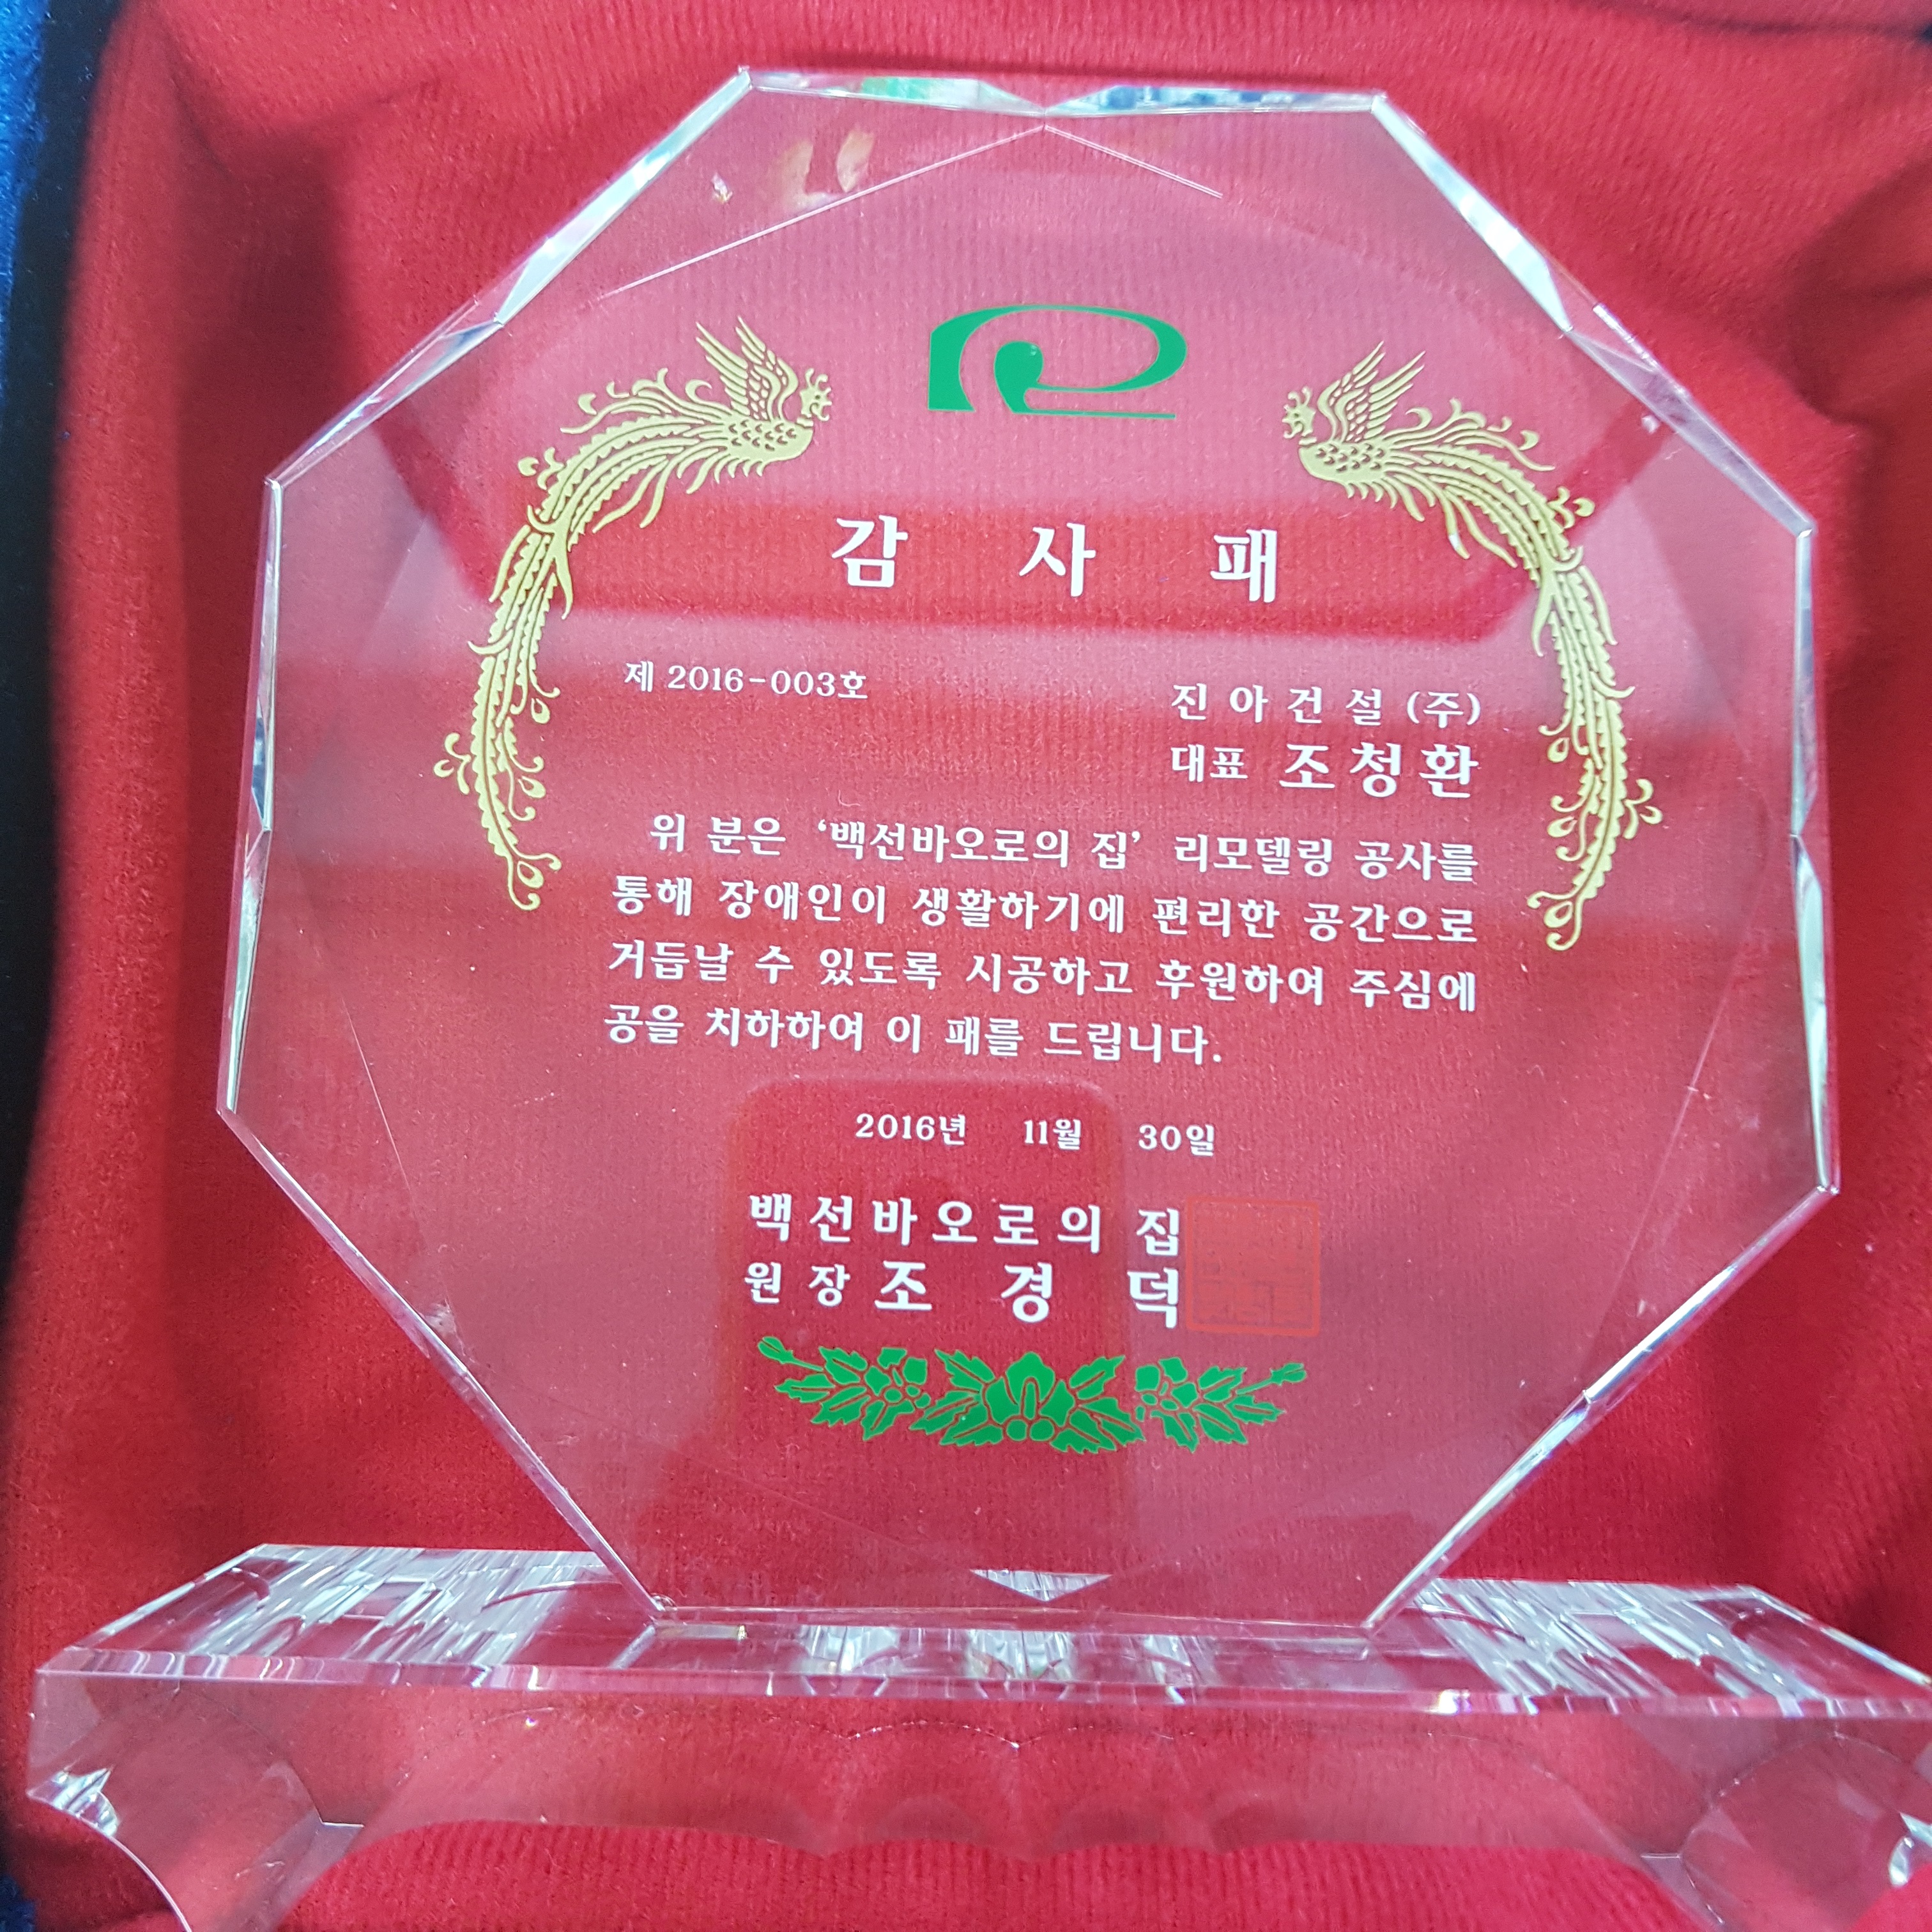 감 사 패
제 2016-003호
진 아 건 설 (주)
대표 조청환
위 분은 ‘백선바오로의 집’ 리모델링 공사를
통해 장애인이 생활하기에 편리한 공간으로
거듭날 수 있도록 시공하고 후원하여 주심에
공을 치하하여 이 패를 드립니다.
2016년 11월 30일
백선바오로의 집
원 장 조 경 덕